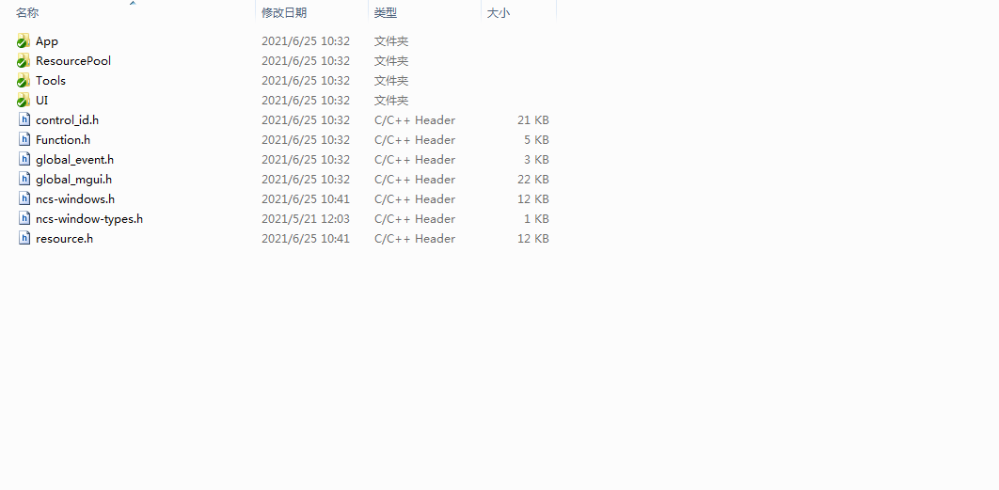 名称 修改日期 类型 大小
App 2021/6/25 10:32 文件夹
ResourcePool 2021/6/25 10:32 文件夹
Tools 2021/6/25 10:32 文件夹
UI 2021/6/25 10:32 文件夹
control_id.h 2021/6/25 10:32 C/C++ Header 21 KB
Function.h 2021/6/25 10:32 C/C++ Header 5 KB
global_event.h 2021/6/25 10:32 C/C++ Header 3 KB
global_mgui.h 2021/6/25 10:32 C/C++ Header 22 KB
ncs-windows.h 2021/6/25 10:41 C/C++ Header 12 KB
ncs-window-types.h 2021/5/21 12:03 C/C++ Header 1 KB
resource.h 2021/6/25 10:41 C/C++ Header 12 KB